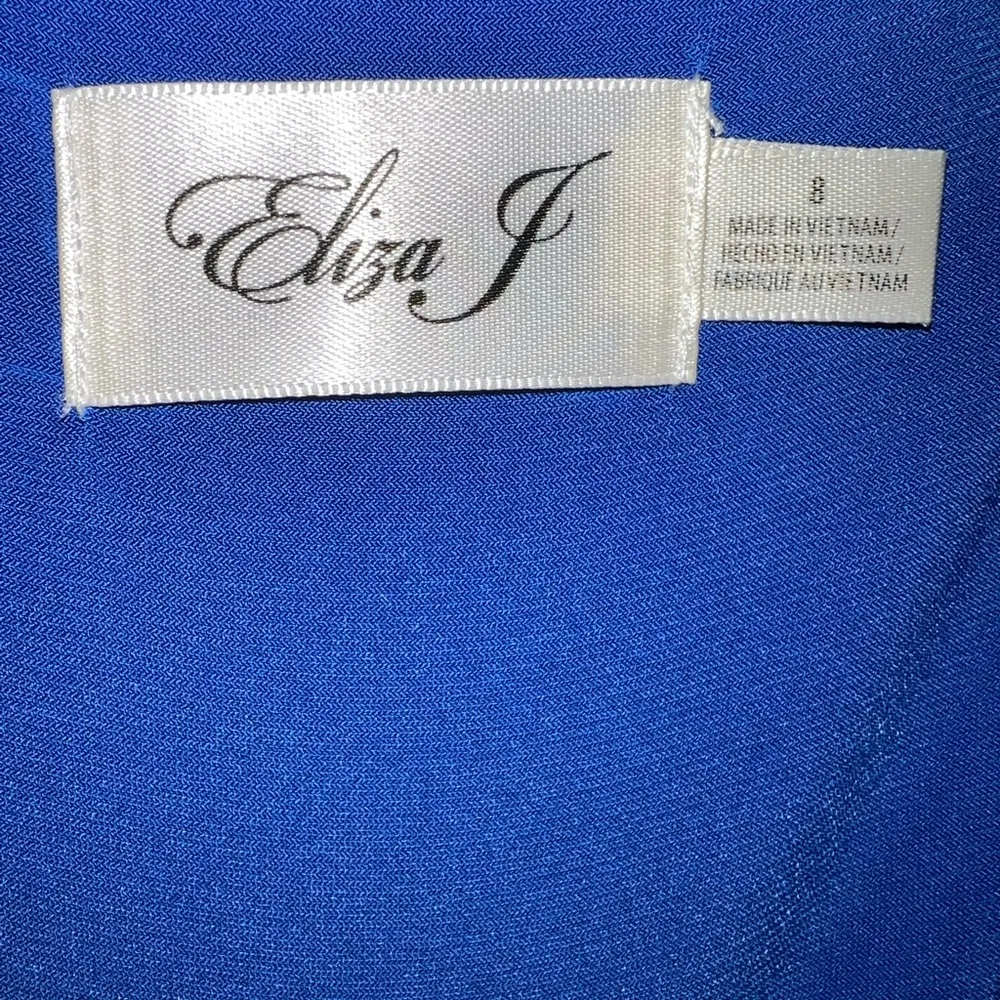 Eliza J
8
MADE IN VIETNAM/
HECHO EN VIETNAM/
FABRIQUE AU VIETNAM